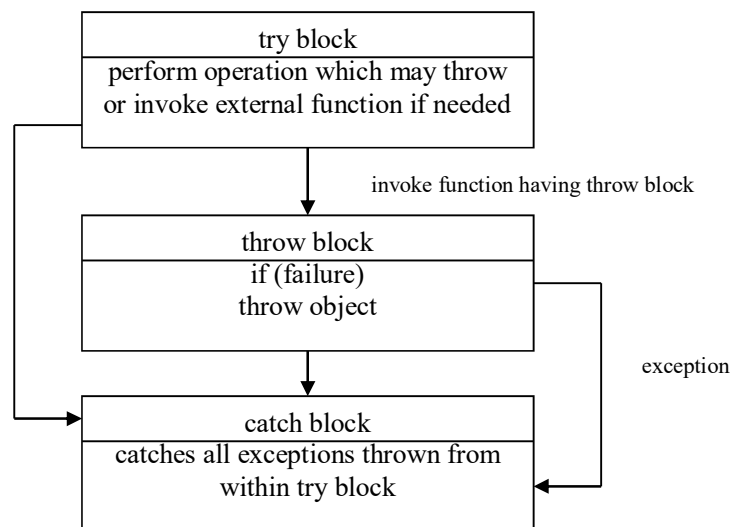 try block
perform operation which may throw
or invoke external function if needed
invoke function having throw block
throw block
if (failure)
throw object
exception
catch block
catches all exceptions thrown from
within try block